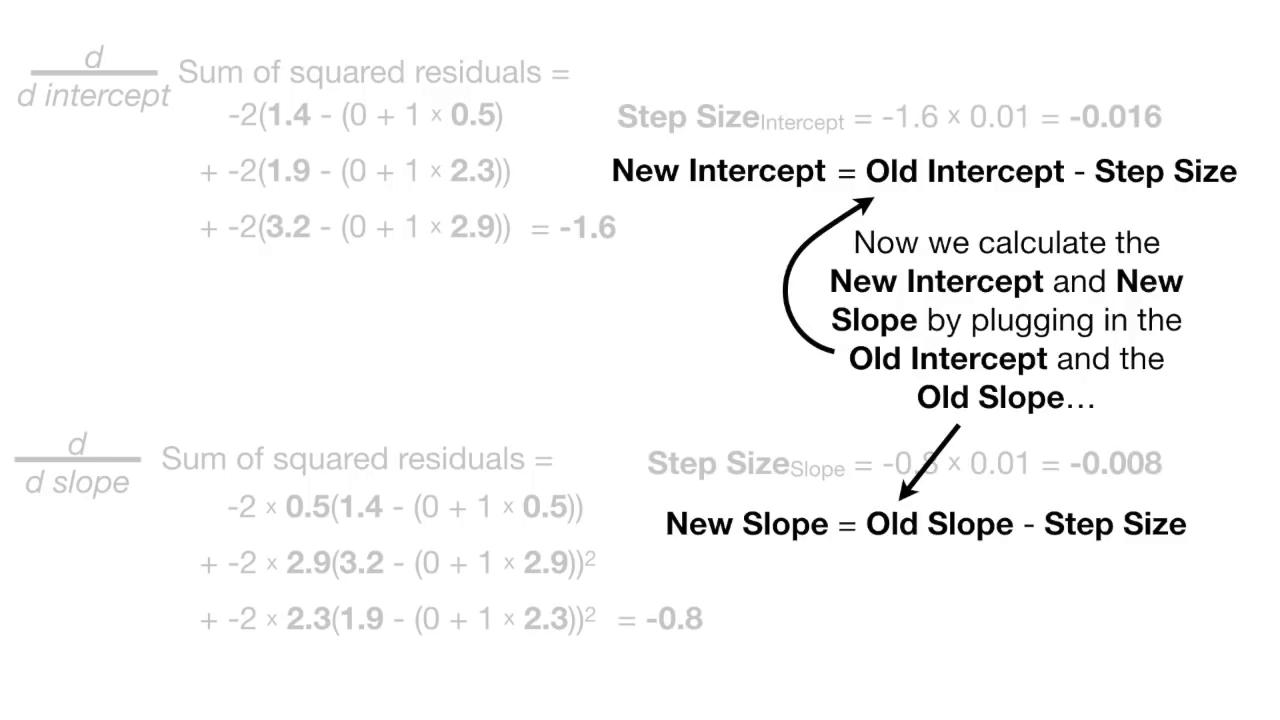 d
d intercept
Sum of squared residuals =
-2(1.4 - (0 + 1 × 0.5)
+ -2(1.9 - (0 + 1 × 2.3))
+ -2(3.2 - (0 + 1 × 2.9)) = -1.6
Step SizeIntercept = -1.6 × 0.01 = -0.016
New Intercept = Old Intercept - Step Size
Now we calculate the
New Intercept and New
Slope by plugging in the
Old Intercept and the
Old Slope…
d
d slope
Sum of squared residuals =
-2 × 0.5(1.4 - (0 + 1 × 0.5))
+ -2 × 2.9(3.2 - (0 + 1 × 2.9))²
+ -2 × 2.3(1.9 - (0 + 1 × 2.3))² = -0.8
Step SizeSlope = -0.8 × 0.01 = -0.008
New Slope = Old Slope - Step Size